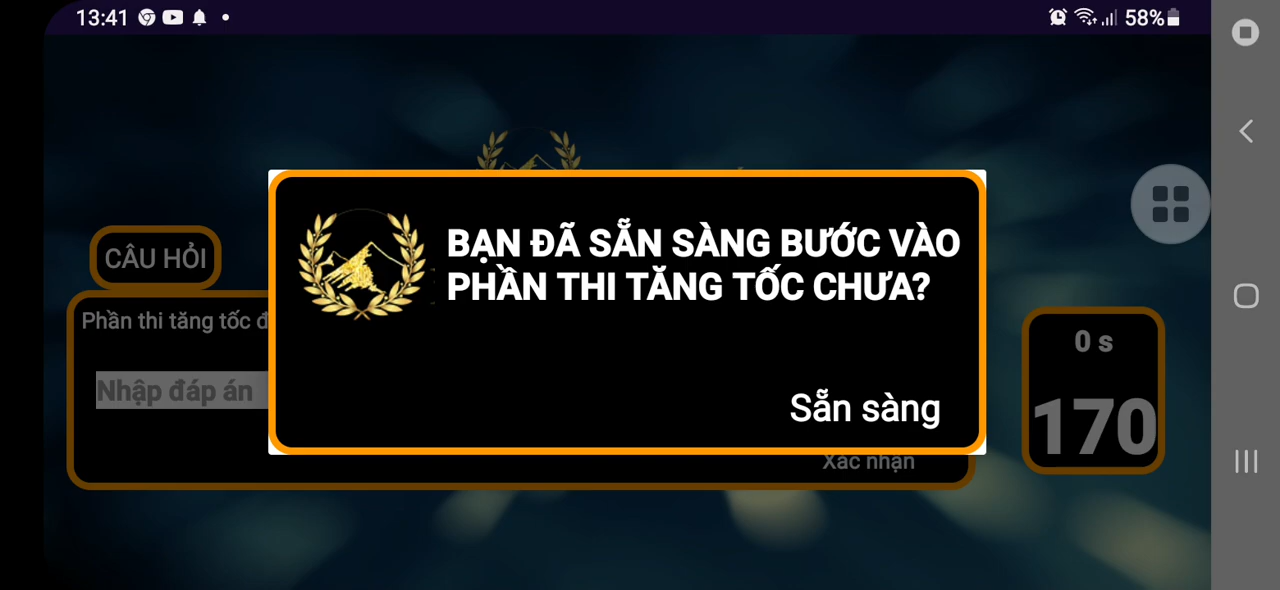 13:41
58%
BẠN ĐÃ SẴN SÀNG BƯỚC VÀO
PHẦN THI TĂNG TỐC CHƯA?
CÂU HỎI
Phần thi tăng tốc đ
0 s
Nhập đáp án
170
Sẵn sàng
Xác nhận